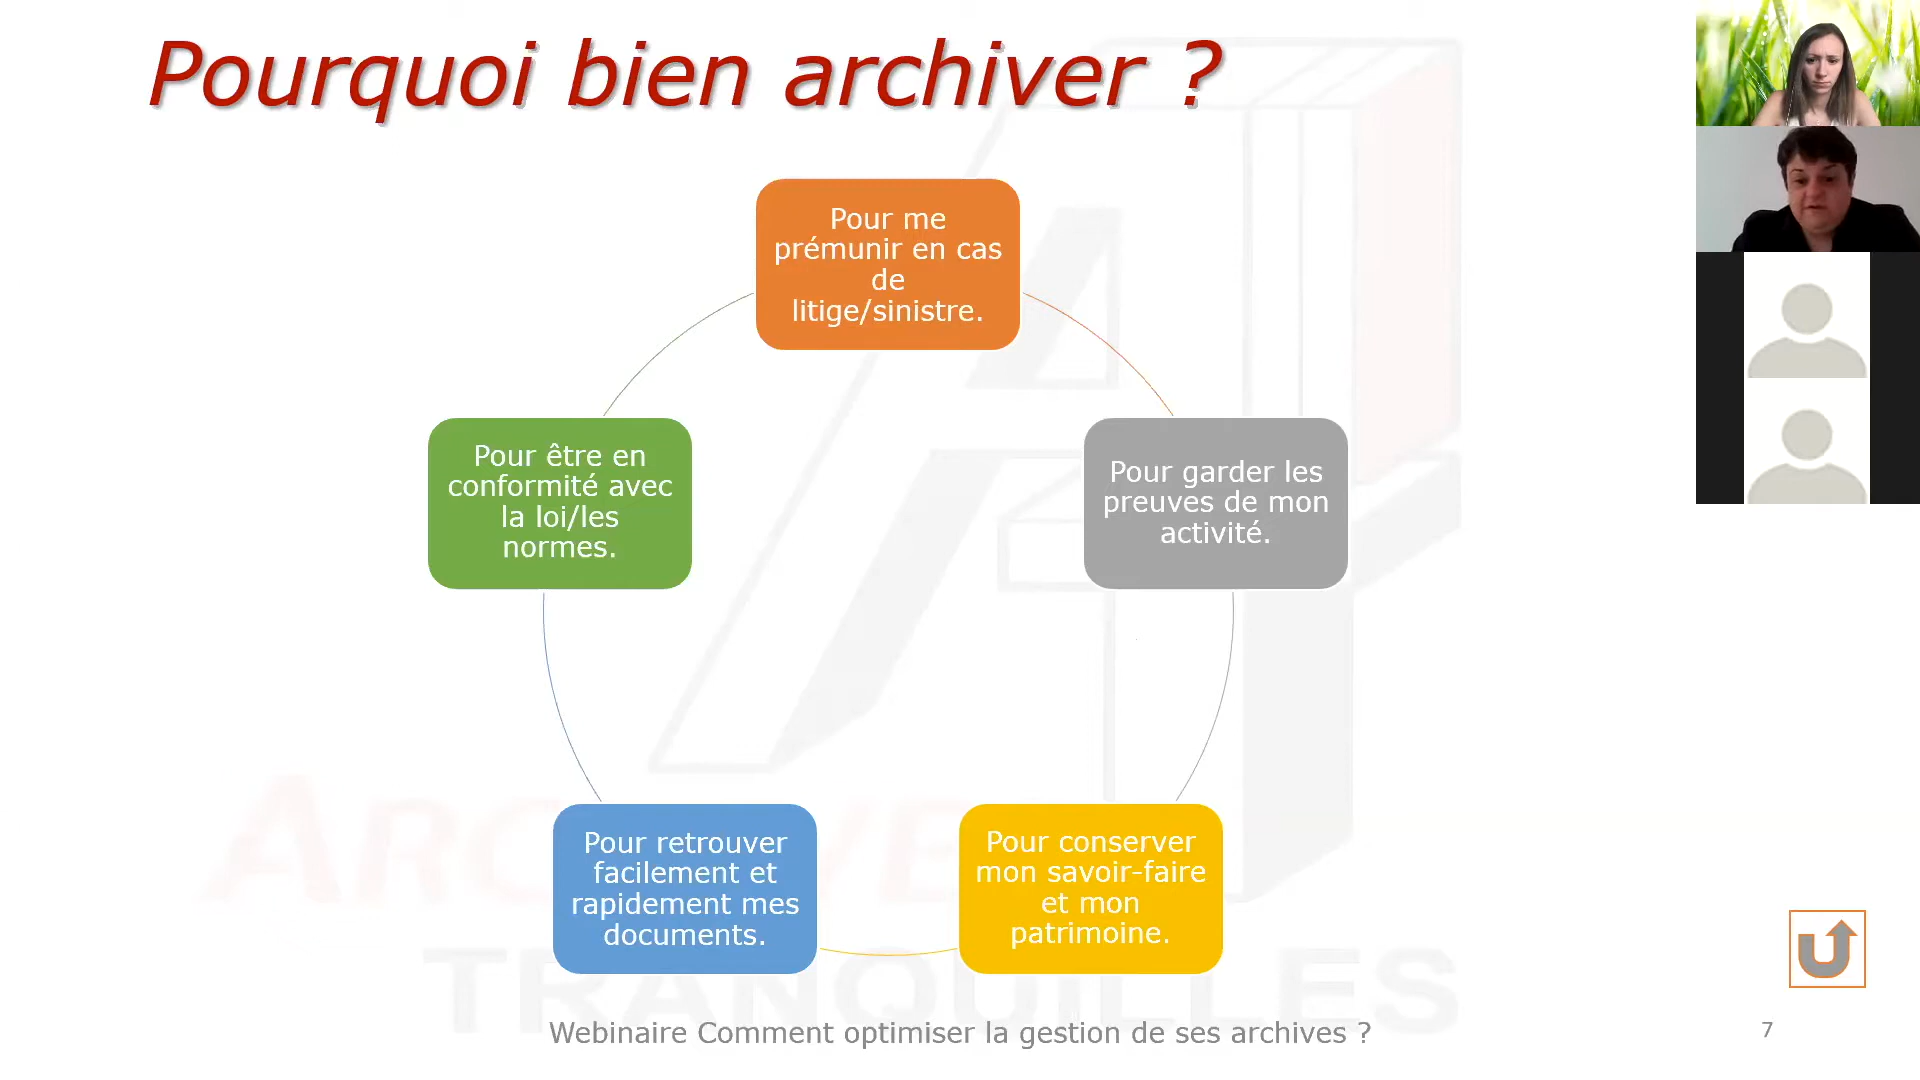 Pourquoi bien archiver ?
Pour me
prémunir en cas
de
litige/sinistre.
Pour être en
conformité avec
la loi/les
normes.
Pour garder les
preuves de mon
activité.
Pour retrouver
facilement et
rapidement mes
documents.
Pour conserver
mon savoir-faire
et mon
patrimoine.
TRANQUILLES
Webinaire Comment optimiser la gestion de ses archives ?
7